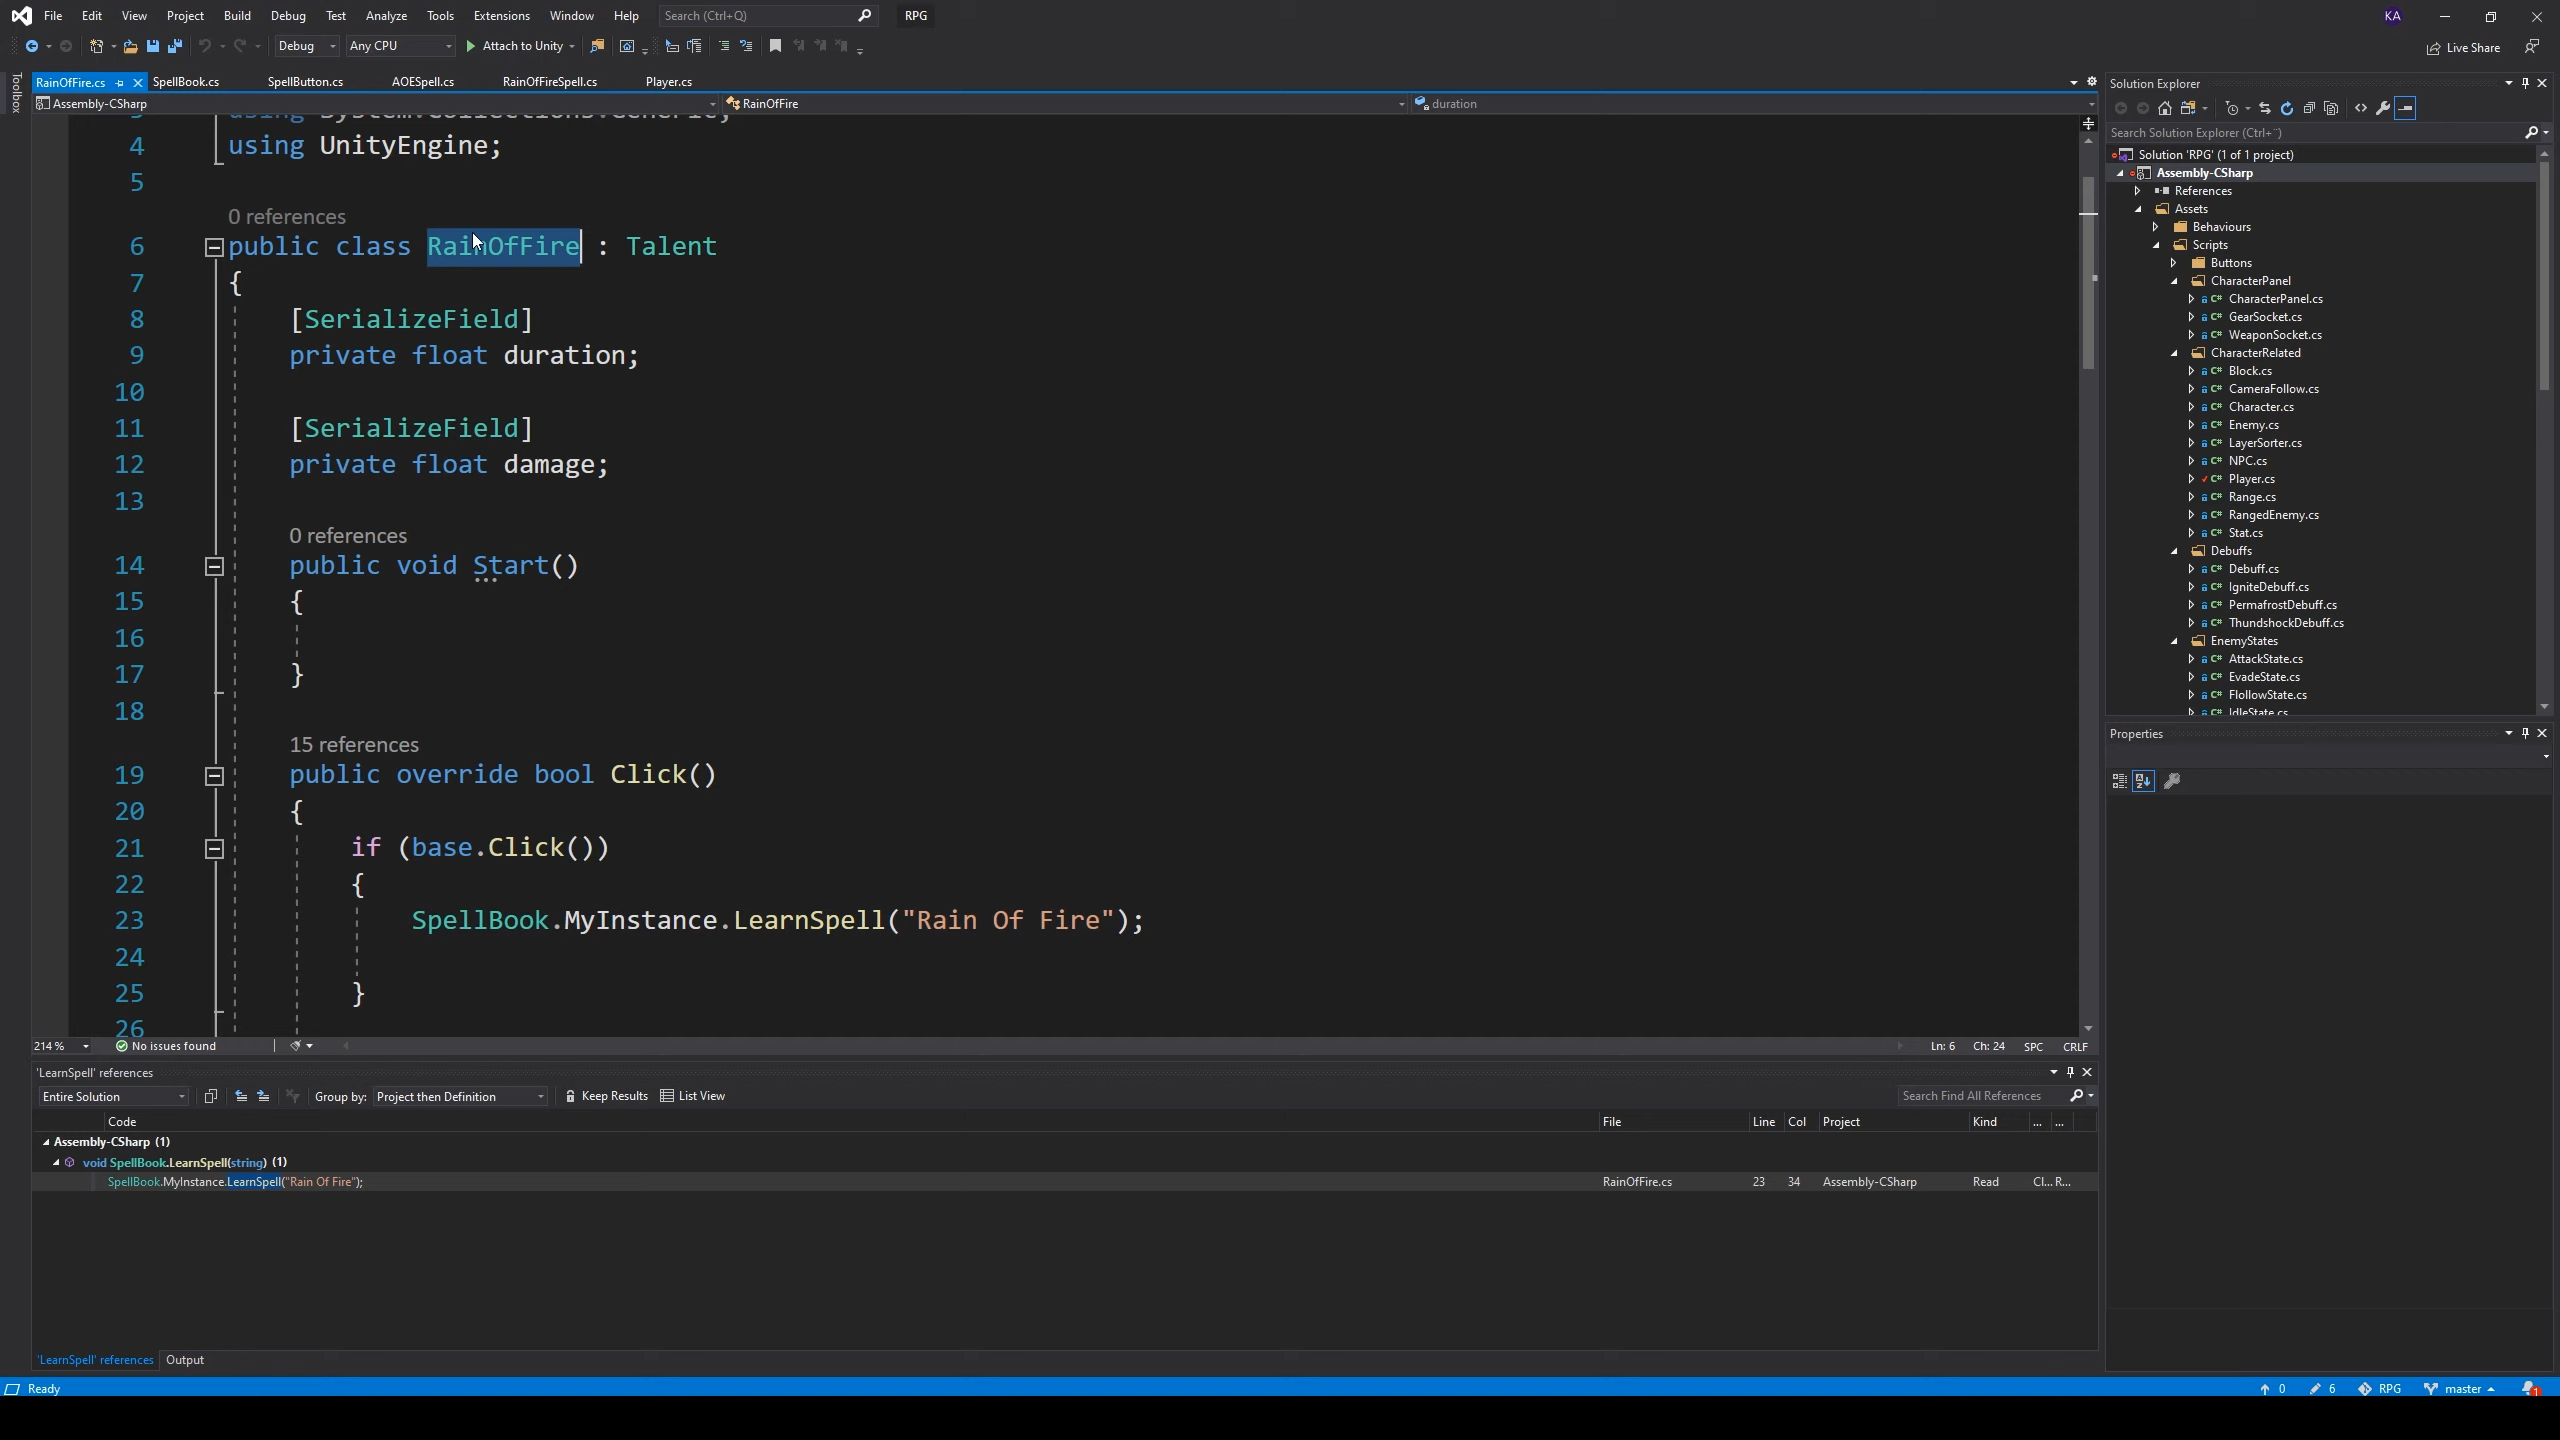 File Edit View Project Build Debug Test Analyze Tools Extensions Window Help Search (Ctrl+Q) RPG KA
Debug Any CPU Attach to Unity Live Share
Toolbox
RainOfFire.cs SpellBook.cs SpellButton.cs AOESpell.cs RainOfFireSpell.cs Player.cs
Assembly-CSharp RainOfFire duration
4 using UnityEngine;
5
0 references
6 public class RainOfFire : Talent
7 {
8 [SerializeField]
9 private float duration;
10
11 [SerializeField]
12 private float damage;
13
0 references
14 public void Start()
15 {
16
17 }
18
15 references
19 public override bool Click()
20 {
21 if (base.Click())
22 {
23 SpellBook.MyInstance.LearnSpell("Rain Of Fire");
24
25 }
26
214 % No issues found Ln: 6 Ch: 24 SPC CRLF
'LearnSpell' references
Entire Solution Group by: Project then Definition Keep Results List View Search Find All References
Code File Line Col Project Kind ... ...
Assembly-CSharp (1)
void SpellBook.LearnSpell(string) (1)
SpellBook.MyInstance.LearnSpell("Rain Of Fire"); RainOfFire.cs 23 34 Assembly-CSharp Read Cl... R...
'LearnSpell' references Output
Solution Explorer
Search Solution Explorer (Ctrl+¨)
Solution 'RPG' (1 of 1 project)
Assembly-CSharp
References
Assets
Behaviours
Scripts
Buttons
CharacterPanel
C# CharacterPanel.cs
C# GearSocket.cs
C# WeaponSocket.cs
CharacterRelated
C# Block.cs
C# CameraFollow.cs
C# Character.cs
C# Enemy.cs
C# LayerSorter.cs
C# NPC.cs
C# Player.cs
C# Range.cs
C# RangedEnemy.cs
C# Stat.cs
Debuffs
C# Debuff.cs
C# IgniteDebuff.cs
C# PermafrostDebuff.cs
C# ThundshockDebuff.cs
EnemyStates
C# AttackState.cs
C# EvadeState.cs
C# FlollowState.cs
C# IdleState.cs
Properties
Ready 0 6 RPG master 1